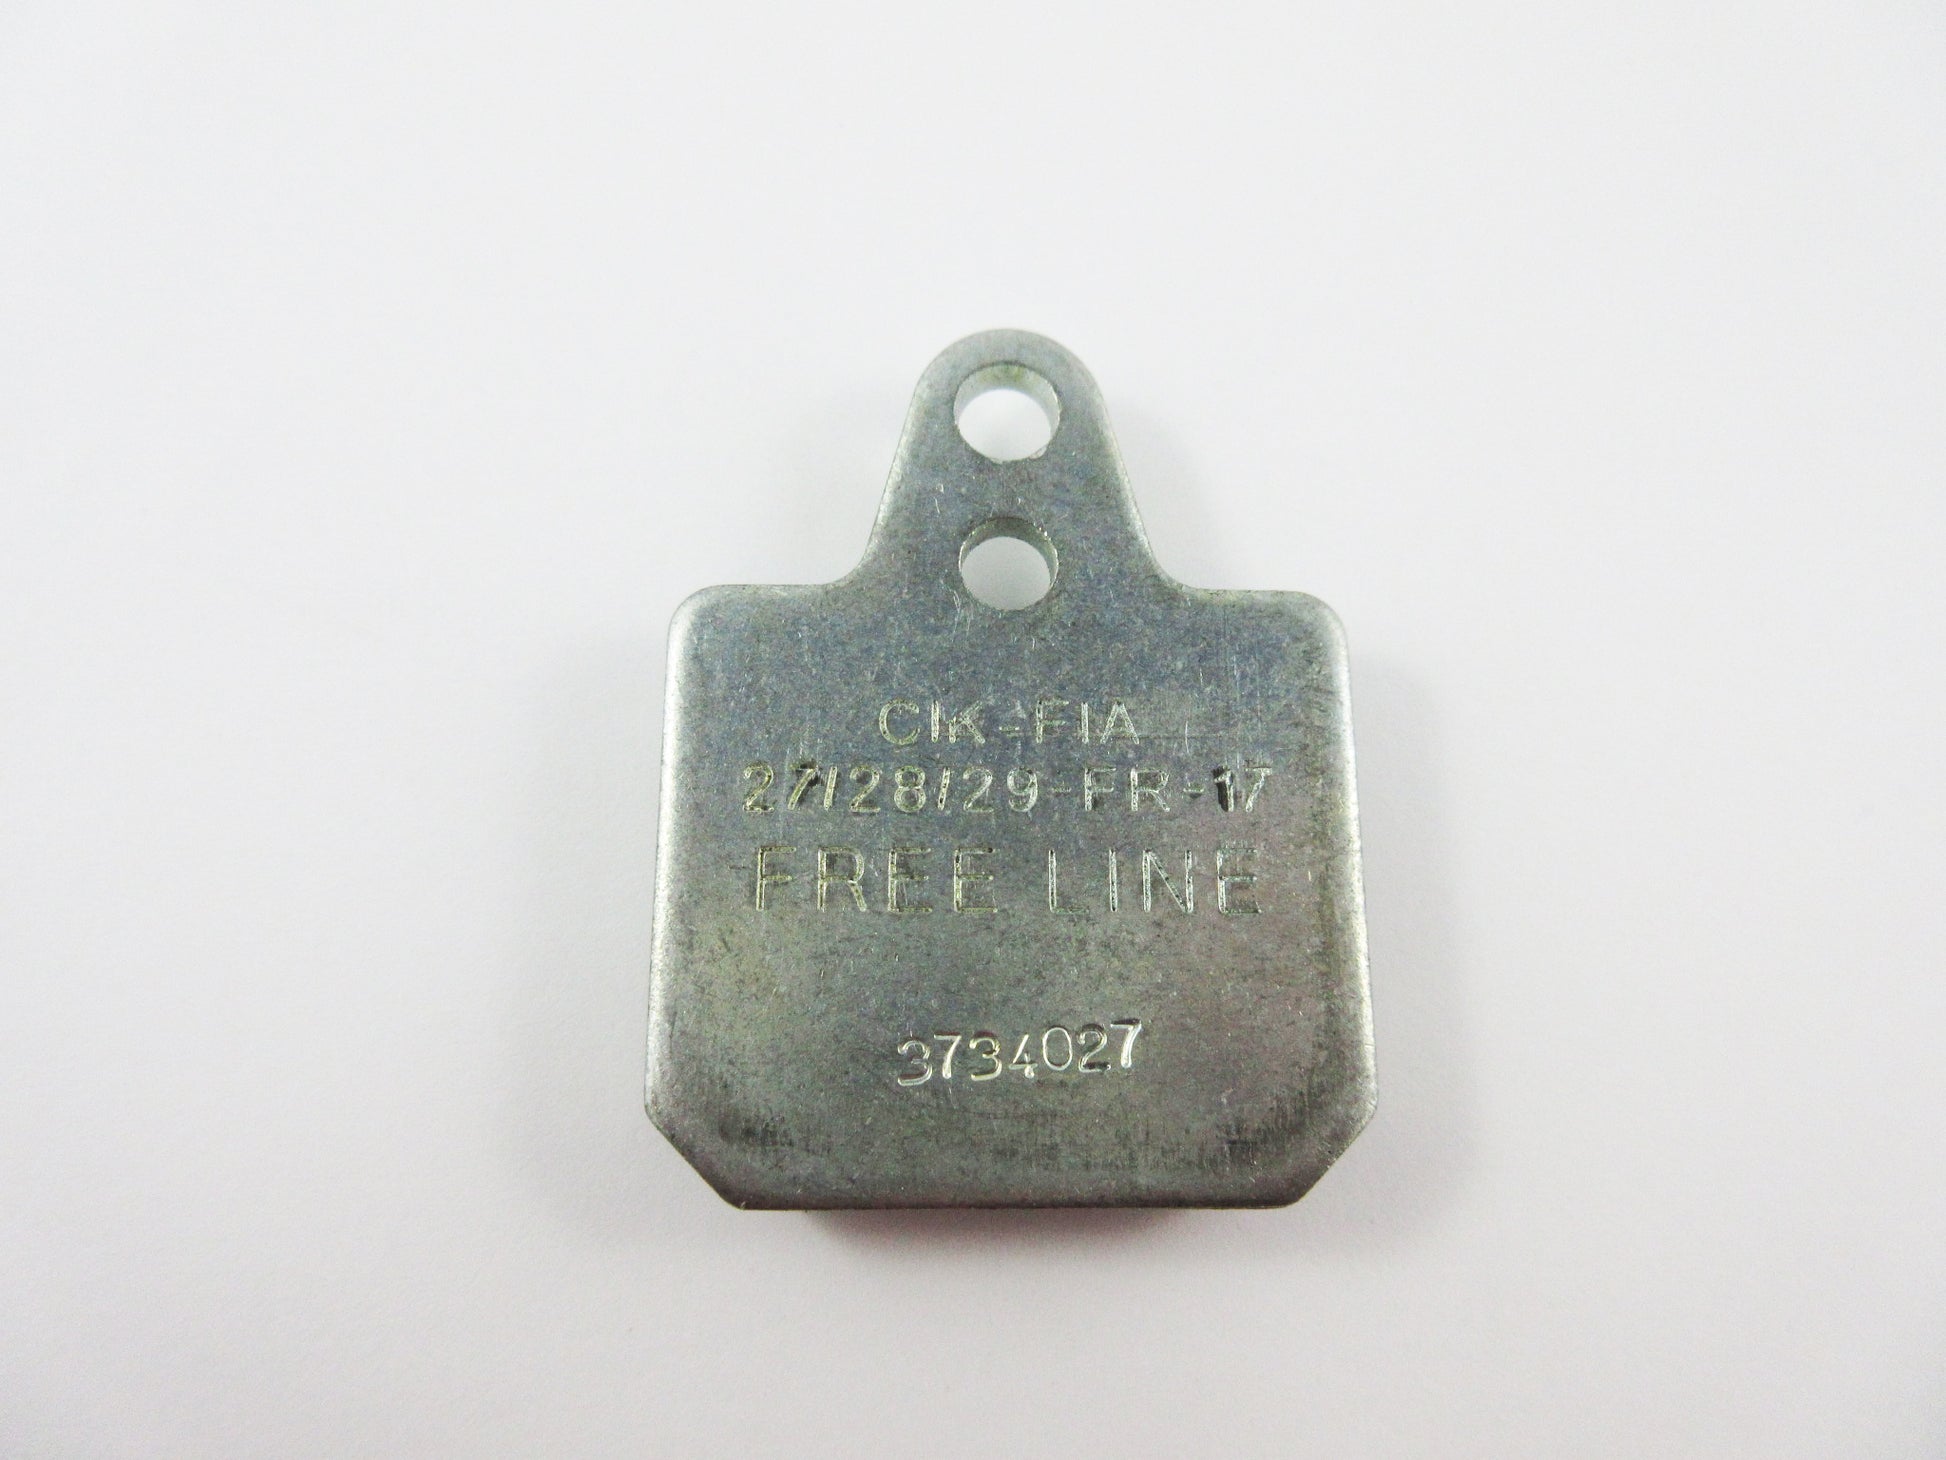 CIK-FIA
27/28/29-FR-17
FREE LINE
3734027